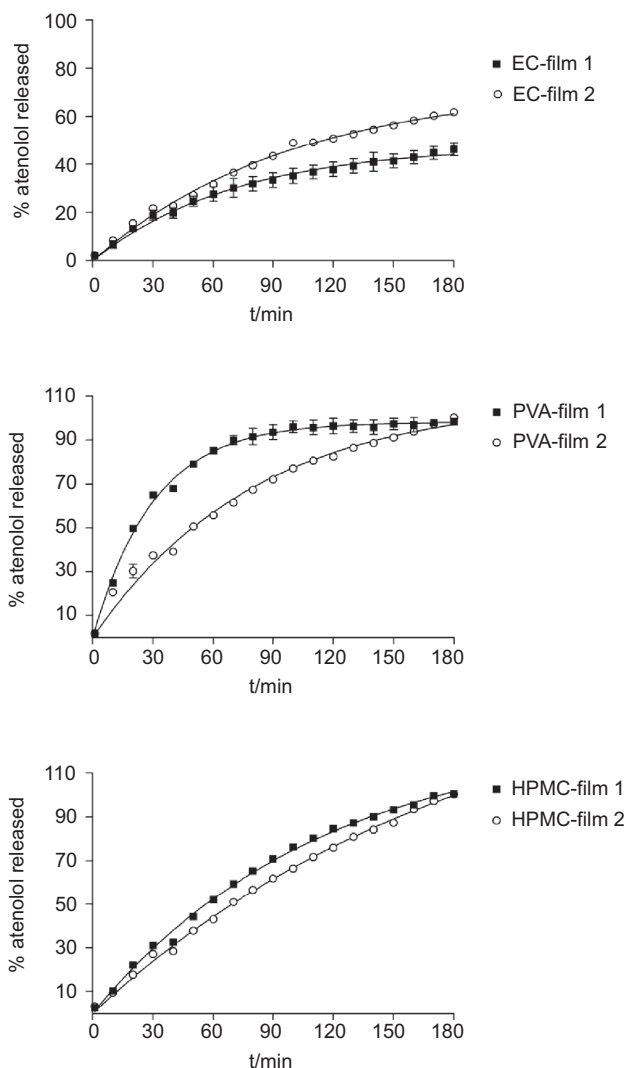 % atenolol released
100
80
60
40
20
0
0 30 60 90 120 150 180
t/min
EC-film 1
EC-film 2
% atenolol released
110
90
70
50
30
10
0 30 60 90 120 150 180
t/min
PVA-film 1
PVA-film 2
% atenolol released
110
90
70
50
30
10
0 30 60 90 120 150 180
t/min
HPMC-film 1
HPMC-film 2